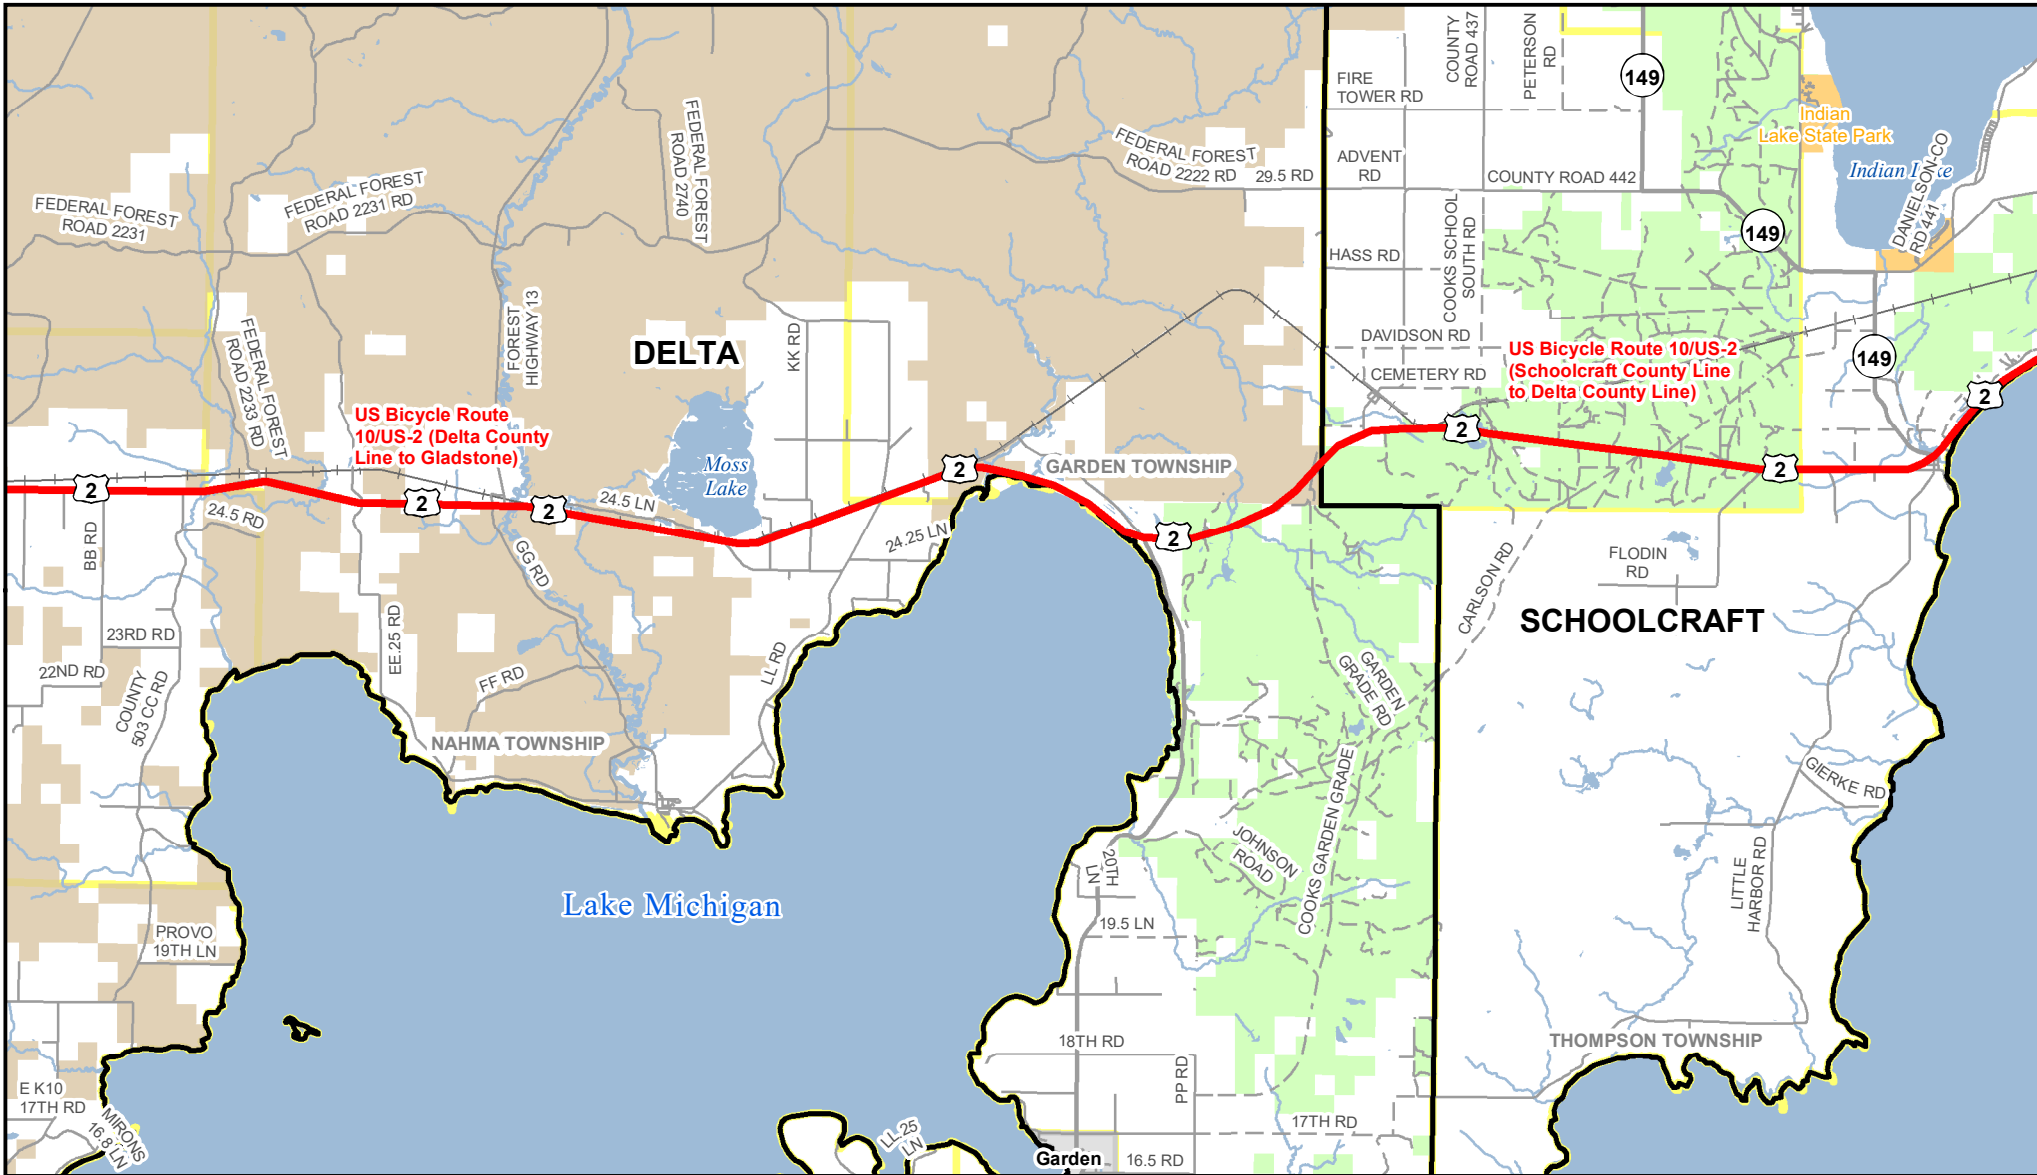 COUNTY
ROAD 437
PETERSON
RD
149
FIRE
TOWER RD
Indian
Lake State Park
FEDERAL FOREST
ROAD 2740
FEDERAL FOREST
ROAD 2222 RD
29.5 RD
ADVENT
RD
COUNTY ROAD 442
Indian Lake
DANIELSON-CO
RD 441
FEDERAL FOREST
ROAD 2231
FEDERAL FOREST
ROAD 2231 RD
149
HASS RD
COOKS SCHOOL
SOUTH RD
FOREST
HIGHWAY 13
FEDERAL FOREST
ROAD 2233 RD
DELTA
KK RD
DAVIDSON RD
CEMETERY RD
US Bicycle Route 10/US-2
(Schoolcraft County Line
to Delta County Line)
149
2
US Bicycle Route
10/US-2 (Delta County
Line to Gladstone)
2
Moss
Lake
2
GARDEN TOWNSHIP
2
2
2
2
24.5 LN
24.5 RD
BB RD
GG RD
24.25 LN
2
FLODIN
RD
CARLSON RD
SCHOOLCRAFT
23RD RD
22ND RD
COUNTY
503 CC RD
EE.25 RD
FF RD
LL RD
GARDEN
GRADE RD
NAHMA TOWNSHIP
GIERKE RD
COOKS GARDEN GRADE
JOHNSON
ROAD
20TH
LN
LITTLE
HARBOR RD
Lake Michigan
19.5 LN
PROVO
19TH LN
18TH RD
THOMPSON TOWNSHIP
PP RD
E K10
17TH RD
MIRONS
16.8 LN
LL.25
LN
17TH RD
Garden
16.5 RD